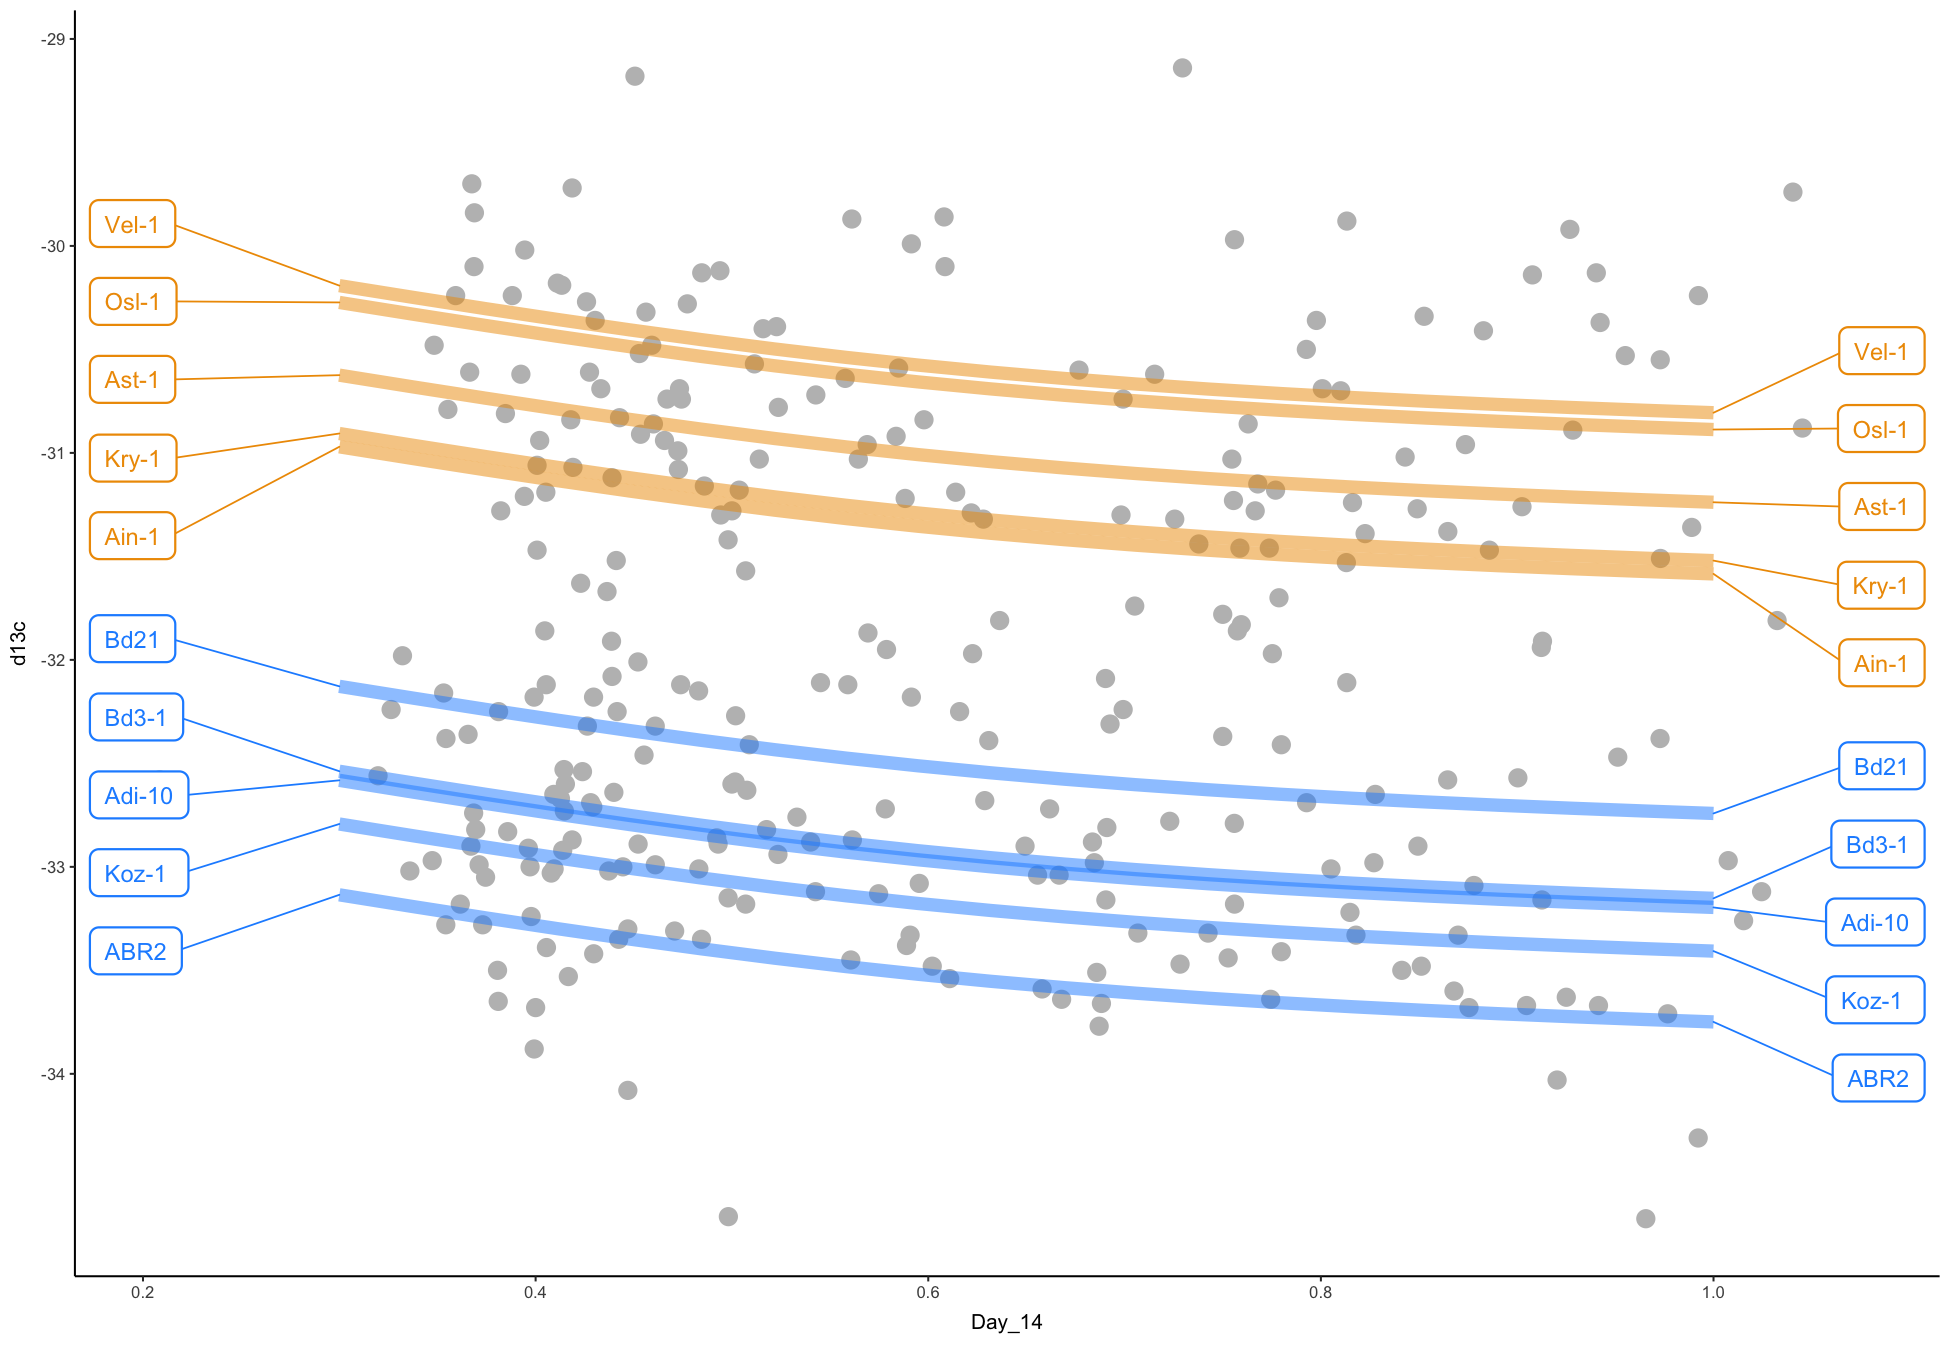 -29
-30
-31
-32
-33
-34
d13c
Vel-1
Osl-1
Ast-1
Kry-1
Ain-1
Bd21
Bd3-1
Adi-10
Koz-1
ABR2
Vel-1
Osl-1
Ast-1
Kry-1
Ain-1
Bd21
Bd3-1
Adi-10
Koz-1
ABR2
0.2 0.4 0.6 0.8 1.0
Day_14